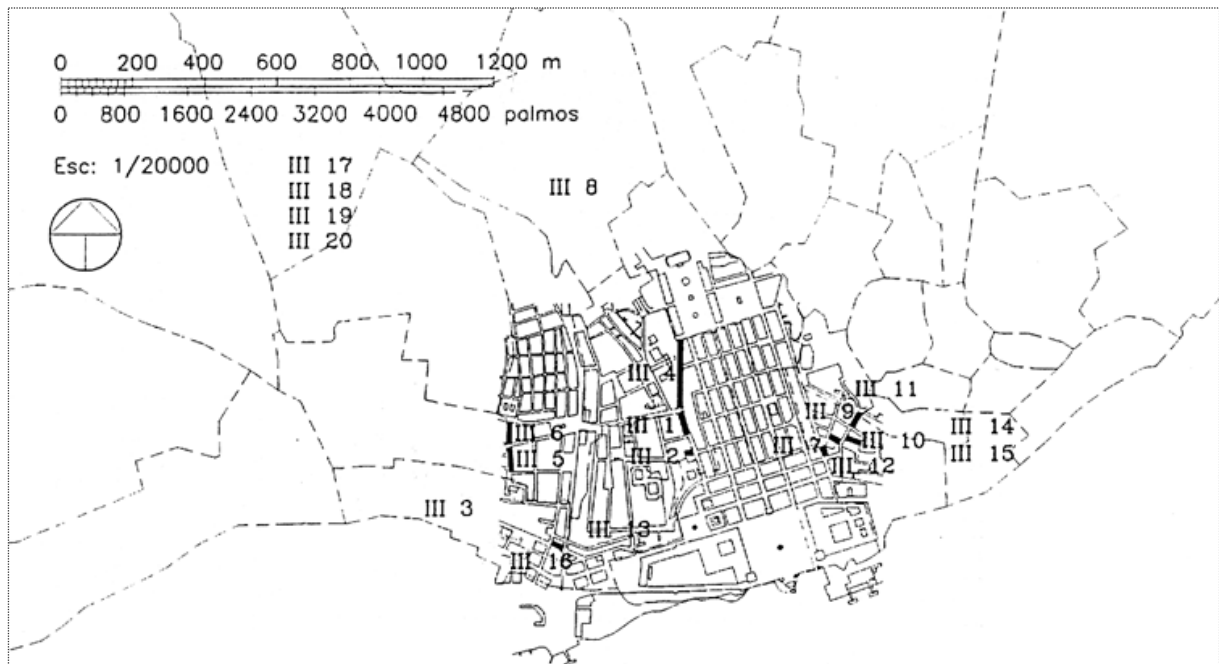 0 200 400 600 800 1000 1200 m
0 800 1600 2400 3200 4000 4800 palmos
Esc: 1/20000
III 17
III 18
III 19
III 20
III 8
III 4
III 11
III 9
III 1
III 6
III 14
III 7
III 10
III 2
III 5
III 15
III 12
III 3
III 13
III 16